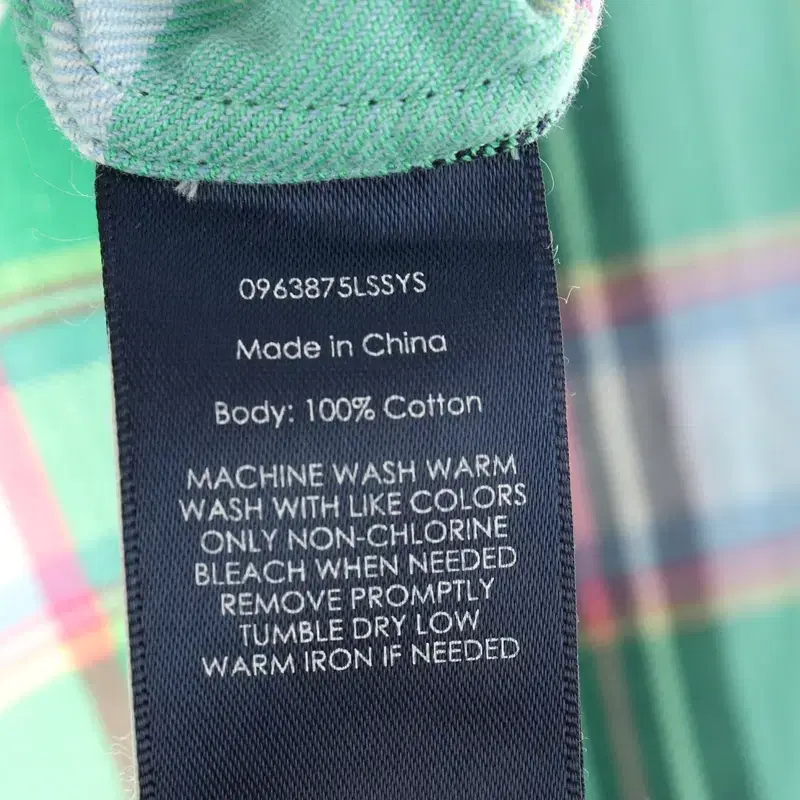 0963875LSSYS
Made in China
Body: 100% Cotton
MACHINE WASH WARM
WASH WITH LIKE COLORS
ONLY NON-CHLORINE
BLEACH WHEN NEEDED
REMOVE PROMPTLY
TUMBLE DRY LOW
WARM IRON IF NEEDED